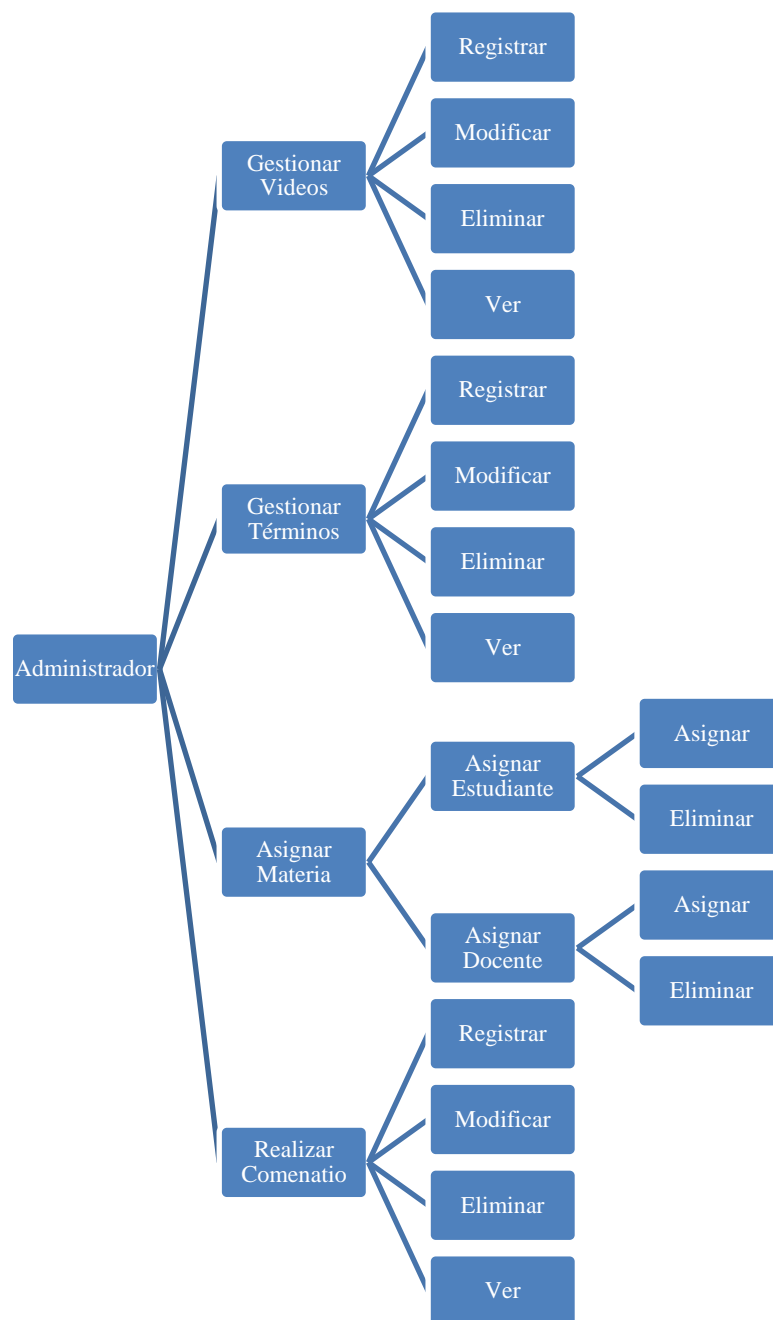 Administrador
Gestionar
Videos
Registrar
Modificar
Eliminar
Ver
Gestionar
Términos
Registrar
Modificar
Eliminar
Ver
Asignar
Materia
Asignar
Estudiante
Asignar
Eliminar
Asignar
Docente
Asignar
Eliminar
Realizar
Comenatio
Registrar
Modificar
Eliminar
Ver